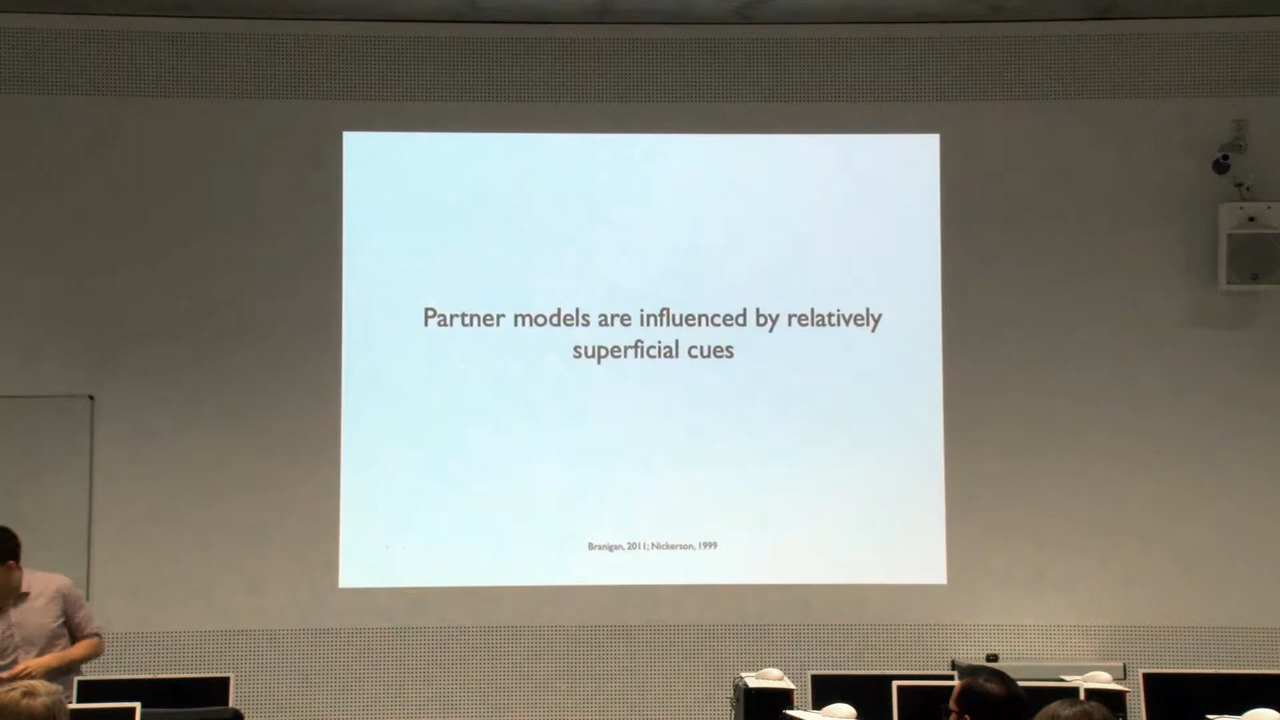 Partner models are influenced by relatively
superficial cues
Branigan, 2011; Nickerson, 1999